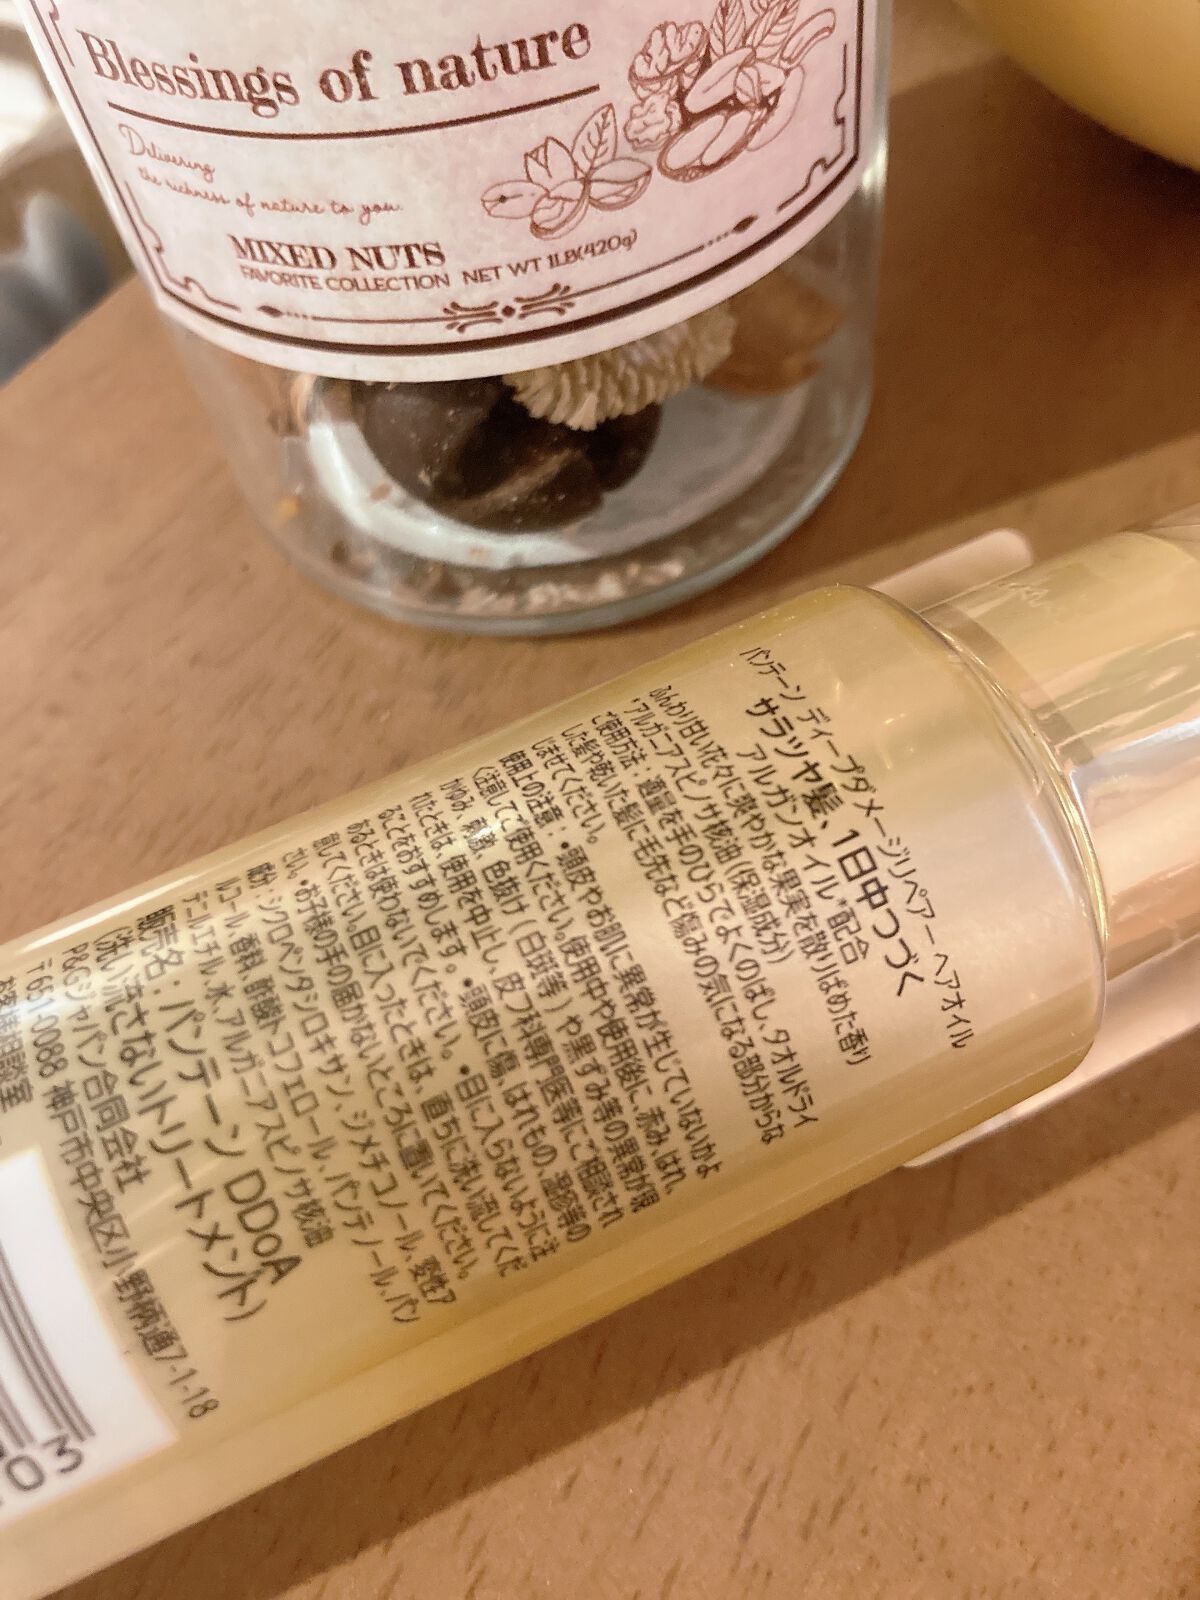 Blessings of nature
Delivering
the richness of nature to you.
MIXED NUTS
FAVORITE COLLECTION NET WT 1LB(420g)
パンテーン ディープダメージリペアー ヘアオイル
サラツヤ髪、1日中つづく
アルガンオイル*配合
ふんわり甘い花々に爽やかな果実を散りばめた香り
*アルガニアスピノサ核油(保湿成分)
ご使用方法:適量を手のひらでよくのばし、タオルドライ
した髪や乾いた髪に毛先など傷みの気になる部分からな
じませてください。
使用上の注意: •頭皮やお肌に異常が生じていないかよ
く注意してご使用ください。使用中や使用後に、赤み、はれ、
かゆみ、刺激、色抜け(白斑等)や黒ずみ等の異常が現
れたときは、使用を中止し、皮フ科専門医等にご相談され
ることをおすすめします。 •頭皮に傷、はれもの、湿疹等の
あるときは使わないでください。 •目に入らないように注
意してください。目に入ったときは、直ちに洗い流してくだ
さい。 •お子様の手の届かないところに置いてください。
成分:シクロペンタシロキサン、ジメチコノール、変性ア
ルコール、香料、酢酸トコフェロール、パンテノール、パン
テニルエチル、水、アルガニアスピノサ核油
販売名:パンテーン DDoA
(洗い流さないトリートメント)
P&Gジャパン合同会社
〒651-0088 神戸市中央区小野柄通7-1-18
お客様相談室
03